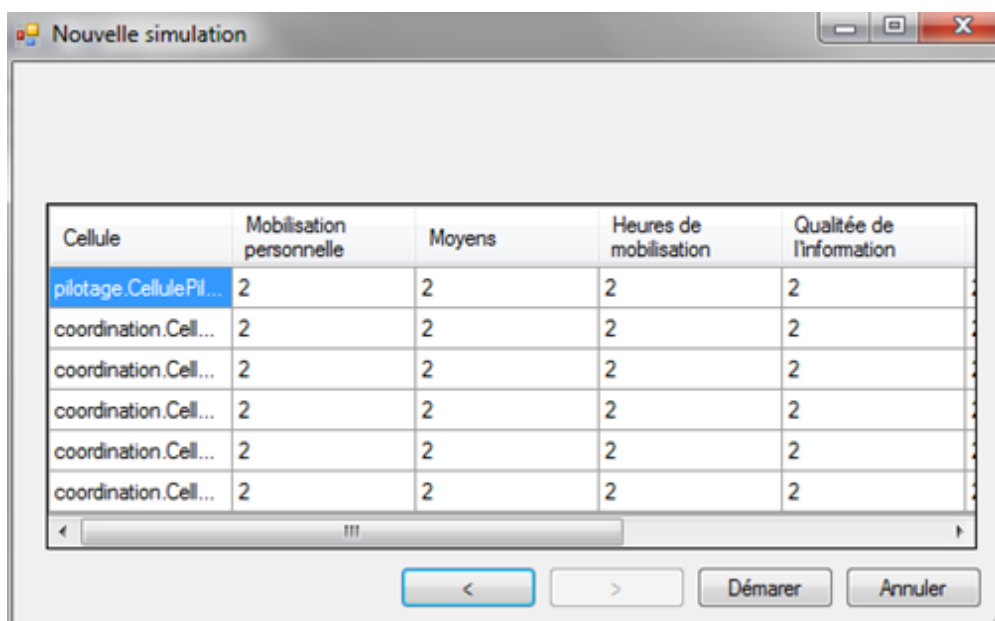 Nouvelle simulation
Cellule Mobilisation personnelle Moyens Heures de mobilisation Qualitée de l'information
pilotage.CellulePil... 2 2 2 2
coordination.Cell... 2 2 2 2
coordination.Cell... 2 2 2 2
coordination.Cell... 2 2 2 2
coordination.Cell... 2 2 2 2
coordination.Cell... 2 2 2 2
< > Démarer Annuler